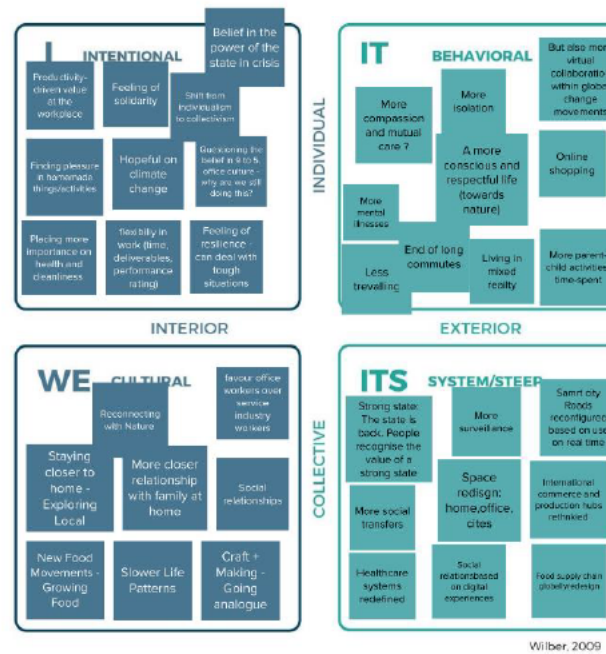 I INTENTIONAL
Belief in the
power of the
state in crisis
Productivity-
driven value
at the
workplace
Feeling of
solidarity
Shift from
individualism
to collectivism
Finding pleasure
in homemade
things/activities
Hopeful on
climate
change
Questioning the
belief in 9 to 5,
office culture -
why are we still
doing this?
Placing more
importance on
health and
cleanliness
flexibilty in
work (time,
deliverables,
performance
rating)
Feeling of
resilience -
can deal with
tough
situations
INDIVIDUAL
IT BEHAVIORAL
But also more
virtual
collaboration
within global
change
movements
More
compassion
and mutual
care ?
More
isolation
A more
conscious and
respectful life
(towards
nature)
Online
shopping
More
mental
illnesses
End of long
commutes
Less
trevalling
Living in
mixed
reality
More parent-
child activities
time-spent
INTERIOR
EXTERIOR
WE CULTURAL
Reconnecting
with Nature
favour office
workers over
service
industry
workers
Staying
closer to
home -
Exploring
Local
More closer
relationship
with family at
home
Social
relationships
New Food
Movements -
Growing
Food
Slower Life
Patterns
Craft +
Making -
Going
analogue
COLLECTIVE
ITS SYSTEM/STEEP
Strong state:
The state is
back. People
recognise the
value of a
strong state
More
surveillance
Samrt city
Roads
reconfigured
based on use
on real time
More social
transfers
Space
redisgn:
home,office,
cites
International
commerce and
production hubs
rethnkied
Healthcare
systems
redefined
Social
relationsbased
on digital
experiences
Food supply chain
globally redesign
Wilber, 2009